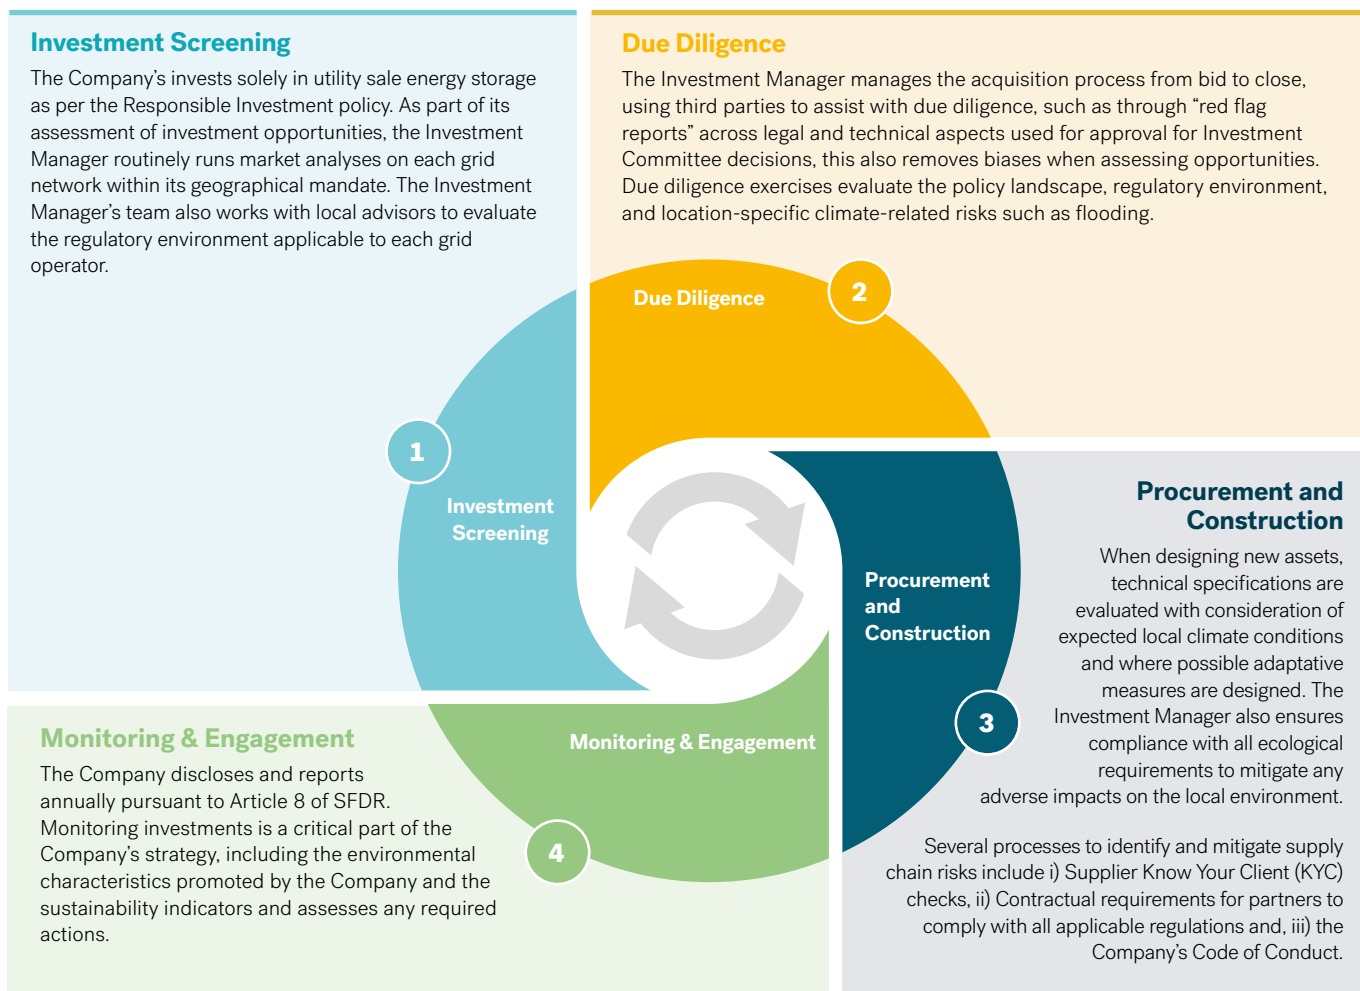 Investment Screening
The Company's invests solely in utility sale energy storage
as per the Responsible Investment policy. As part of its
assessment of investment opportunities, the Investment
Manager routinely runs market analyses on each grid
network within its geographical mandate. The Investment
Manager's team also works with local advisors to evaluate
the regulatory environment applicable to each grid
operator.
Due Diligence
The Investment Manager manages the acquisition process from bid to close,
using third parties to assist with due diligence, such as through “red flag
reports” across legal and technical aspects used for approval for Investment
Committee decisions, this also removes biases when assessing opportunities.
Due diligence exercises evaluate the policy landscape, regulatory environment,
and location-specific climate-related risks such as flooding.
Due Diligence
2
1
Investment
Screening
Procurement
and
Construction
3
Monitoring & Engagement
4
Procurement and
Construction
When designing new assets,
technical specifications are
evaluated with consideration of
expected local climate conditions
and where possible adaptative
measures are designed. The
Investment Manager also ensures
compliance with all ecological
requirements to mitigate any
adverse impacts on the local environment.
Several processes to identify and mitigate supply
chain risks include i) Supplier Know Your Client (KYC)
checks, ii) Contractual requirements for partners to
comply with all applicable regulations and, iii) the
Company's Code of Conduct.
Monitoring & Engagement
The Company discloses and reports
annually pursuant to Article 8 of SFDR.
Monitoring investments is a critical part of the
Company's strategy, including the environmental
characteristics promoted by the Company and the
sustainability indicators and assesses any required
actions.